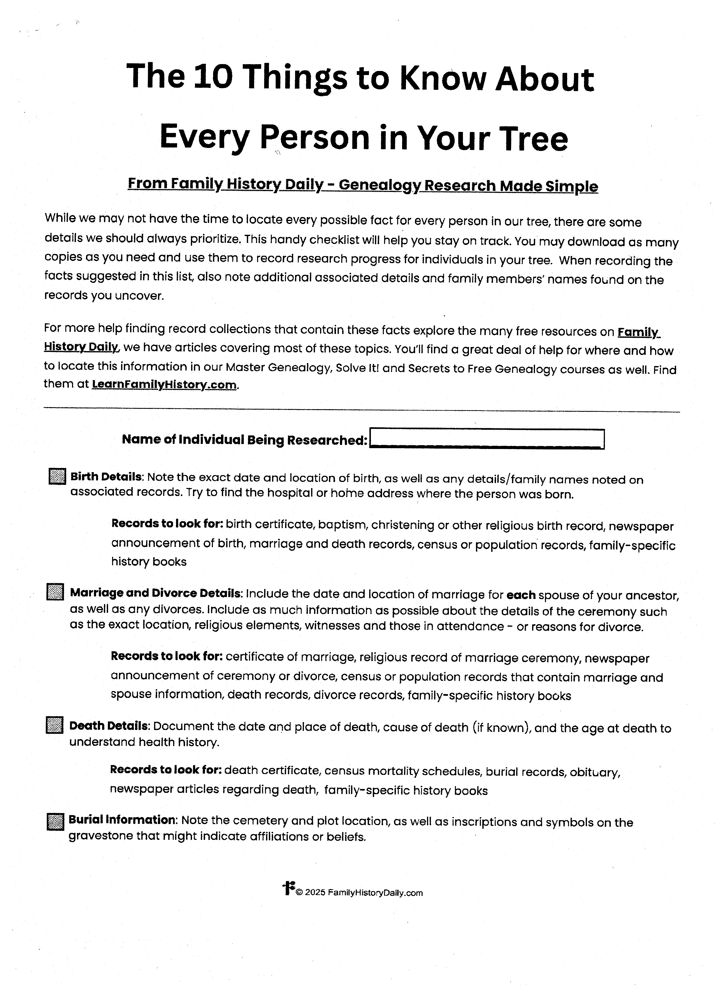 The 10 Things to Know About
Every Person in Your Tree
From Family History Daily - Genealogy Research Made Simple
While we may not have the time to locate every possible fact for every person in our tree, there are some
details we should always prioritize. This handy checklist will help you stay on track. You may download as many
copies as you need and use them to record research progress for individuals in your tree. When recording the
facts suggested in this list, also note additional associated details and family members’ names found on the
records you uncover.
For more help finding record collections that contain these facts explore the many free resources on Family
History Daily, we have articles covering most of these topics. You'll find a great deal of help for where and how
to locate this information in our Master Genealogy, Solve It! and Secrets to Free Genealogy courses as well. Find
them at LearnFamilyHistory.com.
Name of Individual Being Researched:
Birth Details: Note the exact date and location of birth, as well as any details/family names noted on
associated records. Try to find the hospital or home address where the person was born.
Records to look for: birth certificate, baptism, christening or other religious birth record, newspaper
announcement of birth, marriage and death records, census or population records, family-specific
history books
Marriage and Divorce Details: Include the date and location of marriage for each spouse of your ancestor,
as well as any divorces. Include as much information as possible about the details of the ceremony such
as the exact location, religious elements, witnesses and those in attendance - or reasons for divorce.
Records to look for: certificate of marriage, religious record of marriage ceremony, newspaper
announcement of ceremony or divorce, census or population records that contain marriage and
spouse information, death records, divorce records, family-specific history books
Death Details: Document the date and place of death, cause of death (if known), and the age at death to
understand health history.
Records to look for: death certificate, census mortality schedules, burial records, obituary,
newspaper articles regarding death, family-specific history books
Burial Information: Note the cemetery and plot location, as well as inscriptions and symbols on the
gravestone that might indicate affiliations or beliefs.
© 2025 FamilyHistoryDaily.com